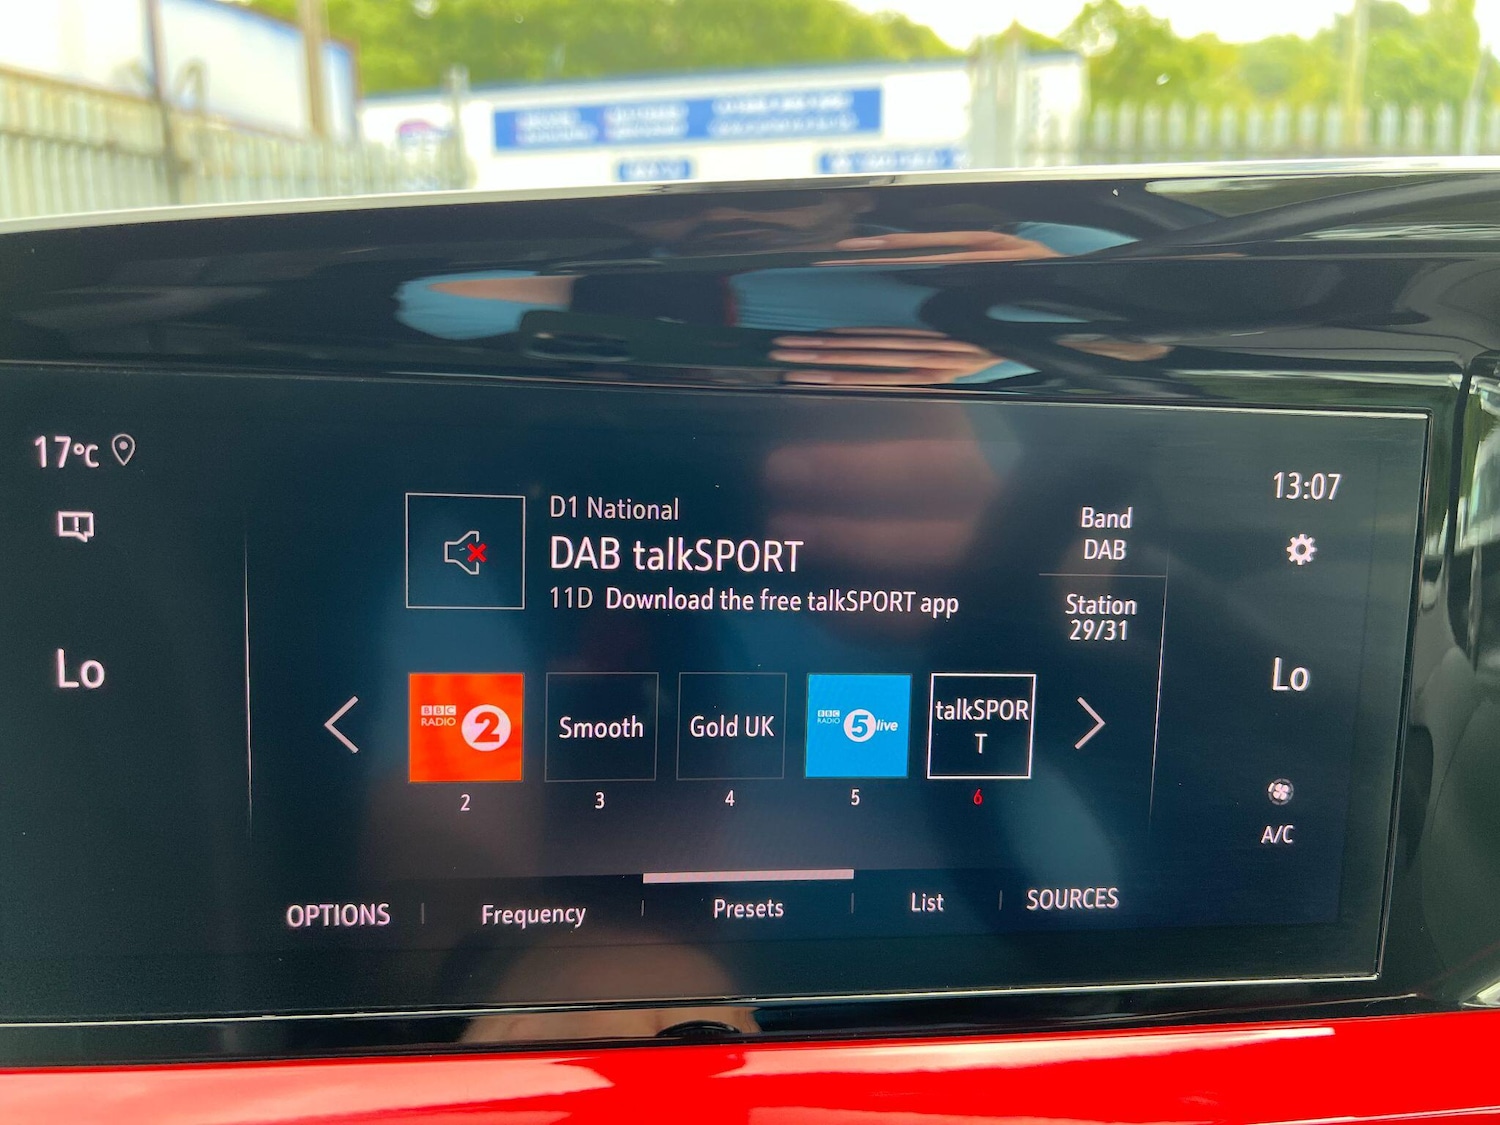 17°C
Lo
D1 National
DAB talkSPORT
11D Download the free talkSPORT app
Band
DAB
Station
29/31
13:07
Lo
A/C
BBC
RADIO
2
Smooth
Gold UK
BBC
RADIO
5 live
talkSPOR
T
2
3
4
5
6
OPTIONS
Frequency
Presets
List
SOURCES